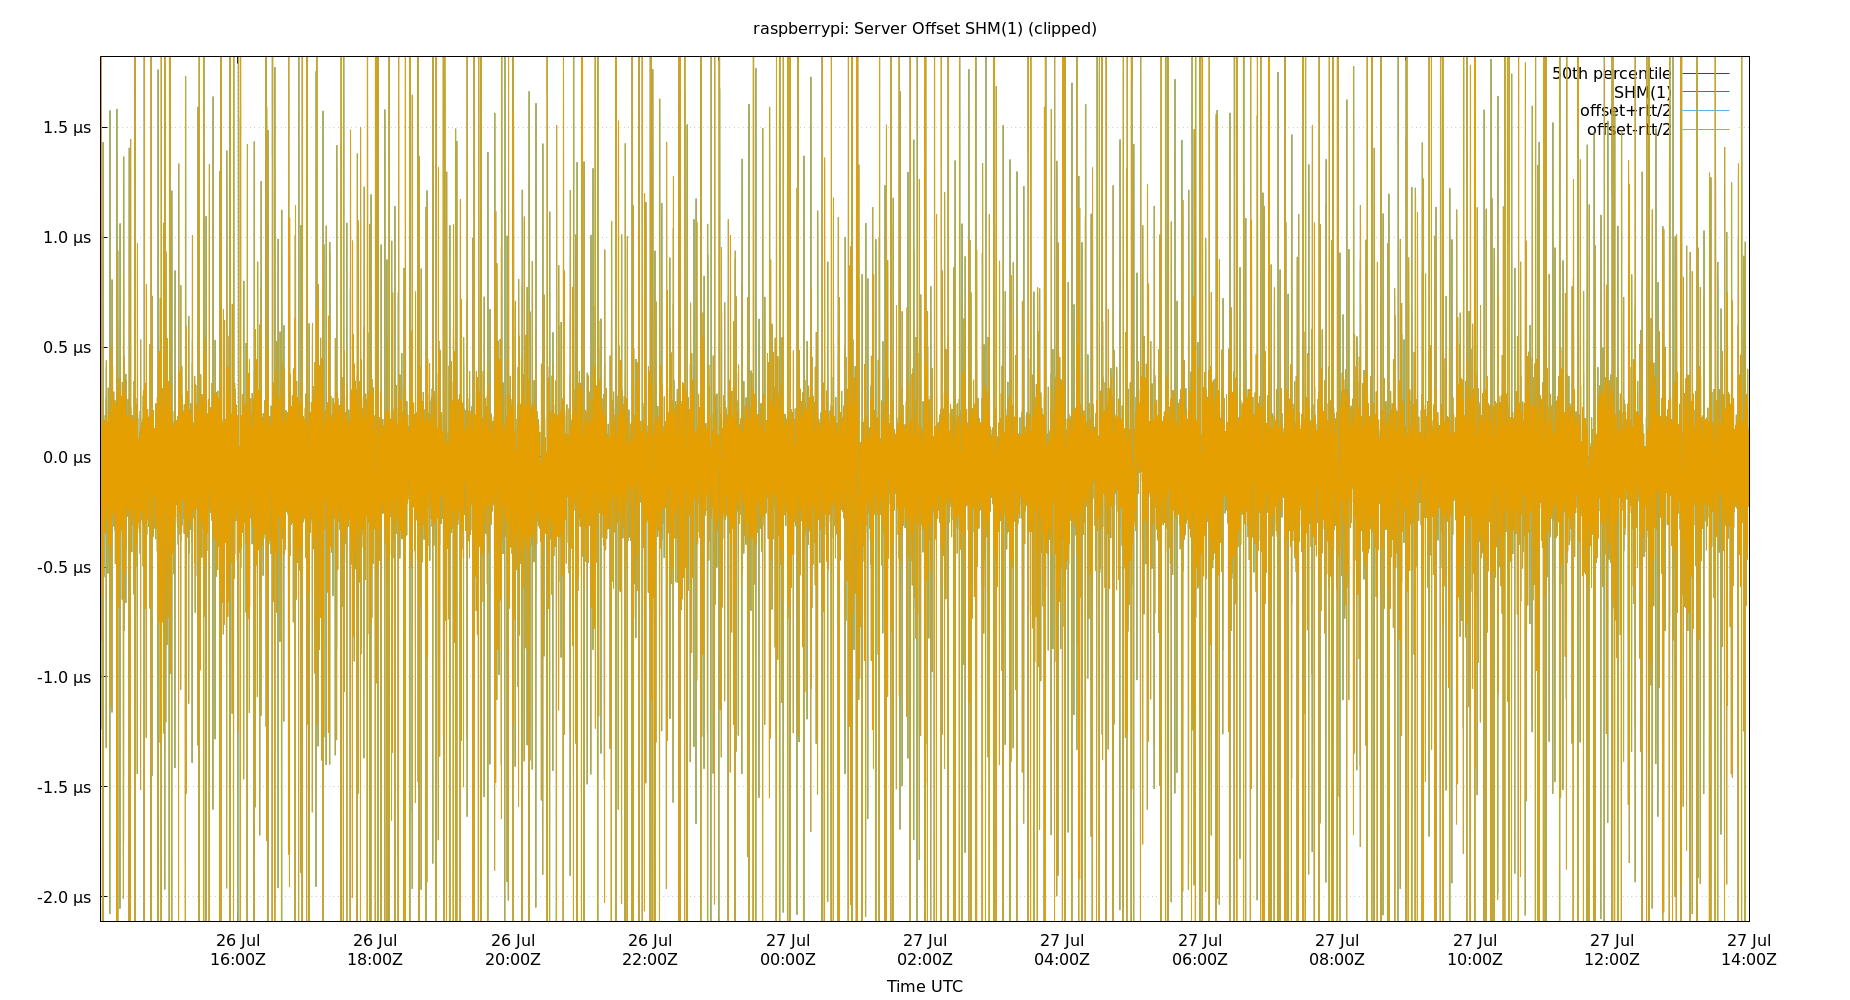 raspberrypi: Server Offset SHM(1) (clipped)
50th percentile
SHM(1)
offset+rtt/2
offset-rtt/2
1.5 µs
1.0 µs
0.5 µs
0.0 µs
-0.5 µs
-1.0 µs
-1.5 µs
-2.0 µs
26 Jul 26 Jul 26 Jul 26 Jul 27 Jul 27 Jul 27 Jul 27 Jul 27 Jul 27 Jul 27 Jul 27 Jul
16:00Z 18:00Z 20:00Z 22:00Z 00:00Z 02:00Z 04:00Z 06:00Z 08:00Z 10:00Z 12:00Z 14:00Z
Time UTC